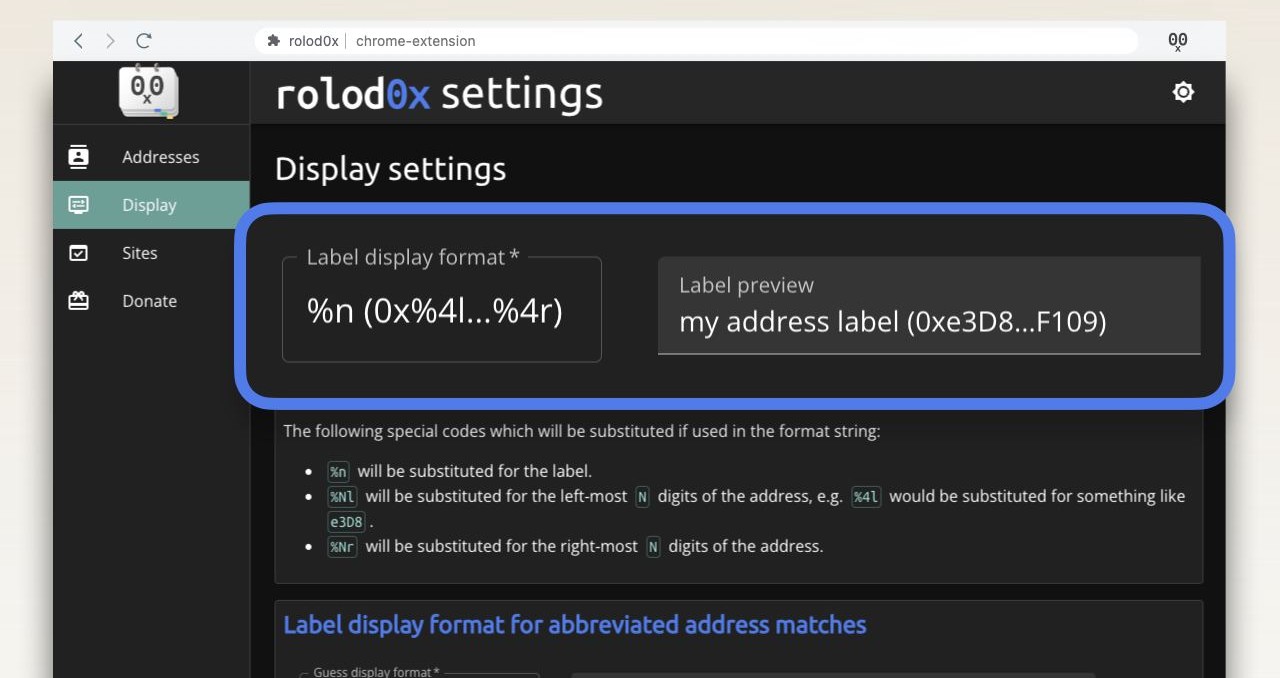 rolod0x | chrome-extension
00
x
00
x
rolod0x settings
Addresses
Display
Sites
Donate
Display settings
Label display format *
%n (0x%4l...%4r)
Label preview
my address label (0xe3D8...F109)
The following special codes which will be substituted if used in the format string:
• %n will be substituted for the label.
• %Nl will be substituted for the left-most N digits of the address, e.g. %4l would be substituted for something like
e3D8 .
• %Nr will be substituted for the right-most N digits of the address.
Label display format for abbreviated address matches
Guess display format *